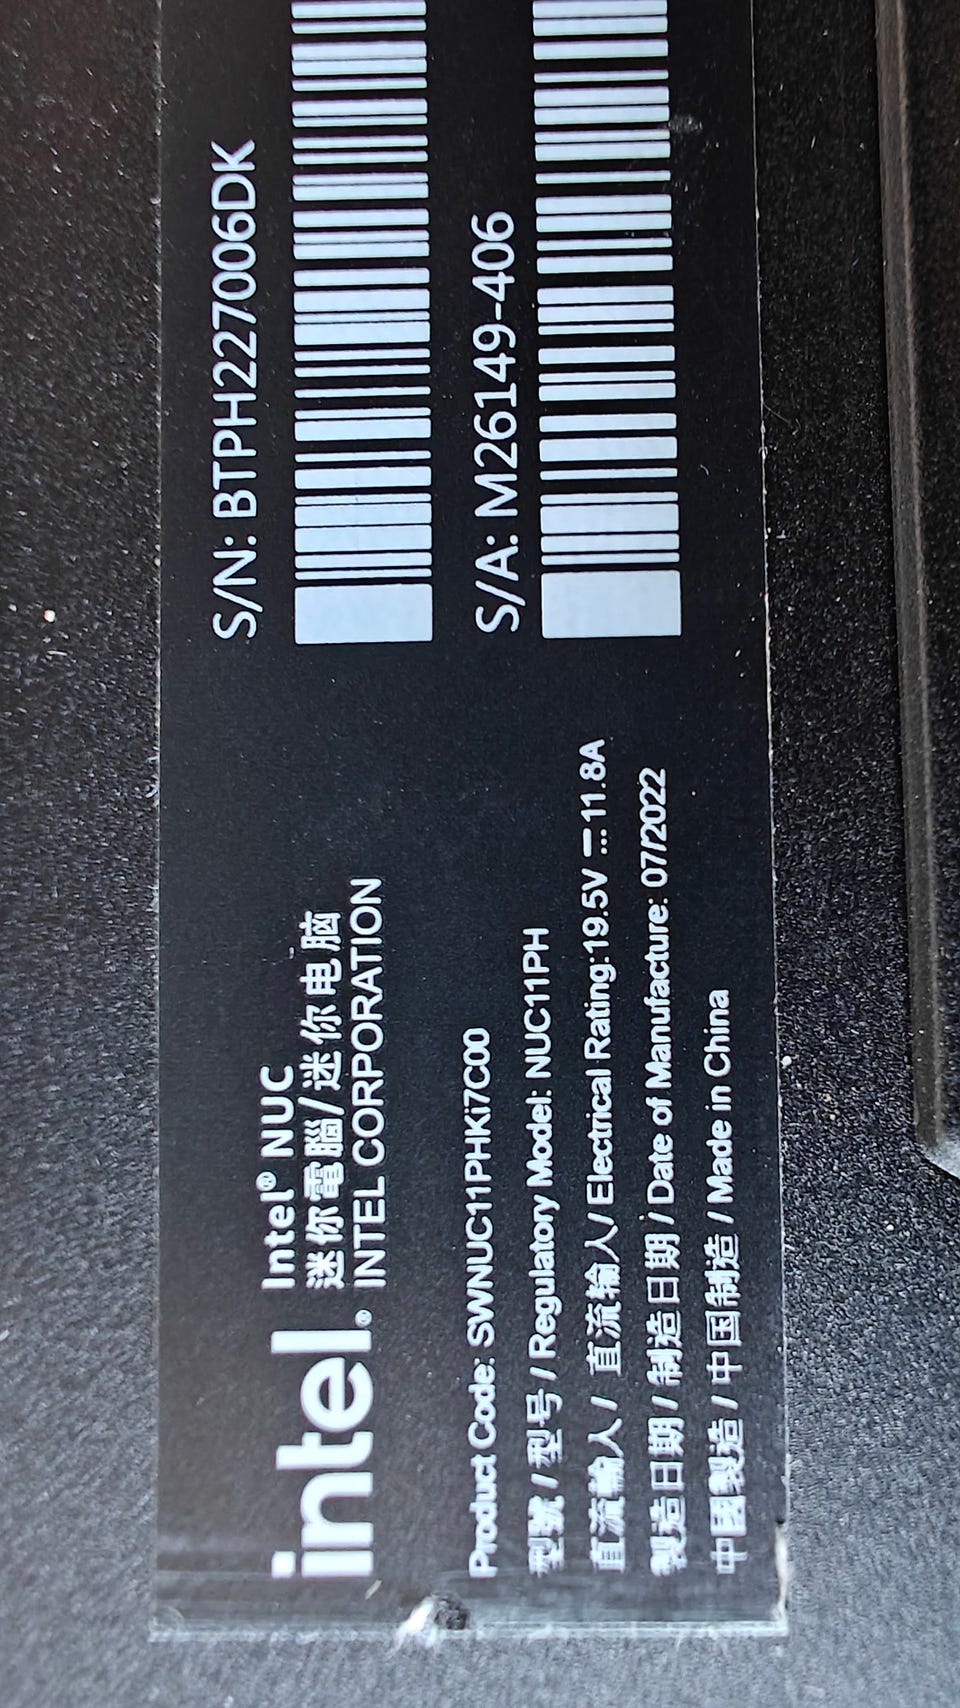 intel®
Intel® NUC
迷你電腦/迷你电脑
INTEL CORPORATION
Product Code: SWNUC11PHKi7C00
型號 / 型号 / Regulatory Model: NUC11PH
直流輸入 / 直流输入 / Electrical Rating:19.5V ⎓ 11.8A
製造日期 / 制造日期 / Date of Manufacture: 07/2022
中國製造 / 中国制造 / Made in China
S/N: BTPH227006DK
S/A: M26149-406